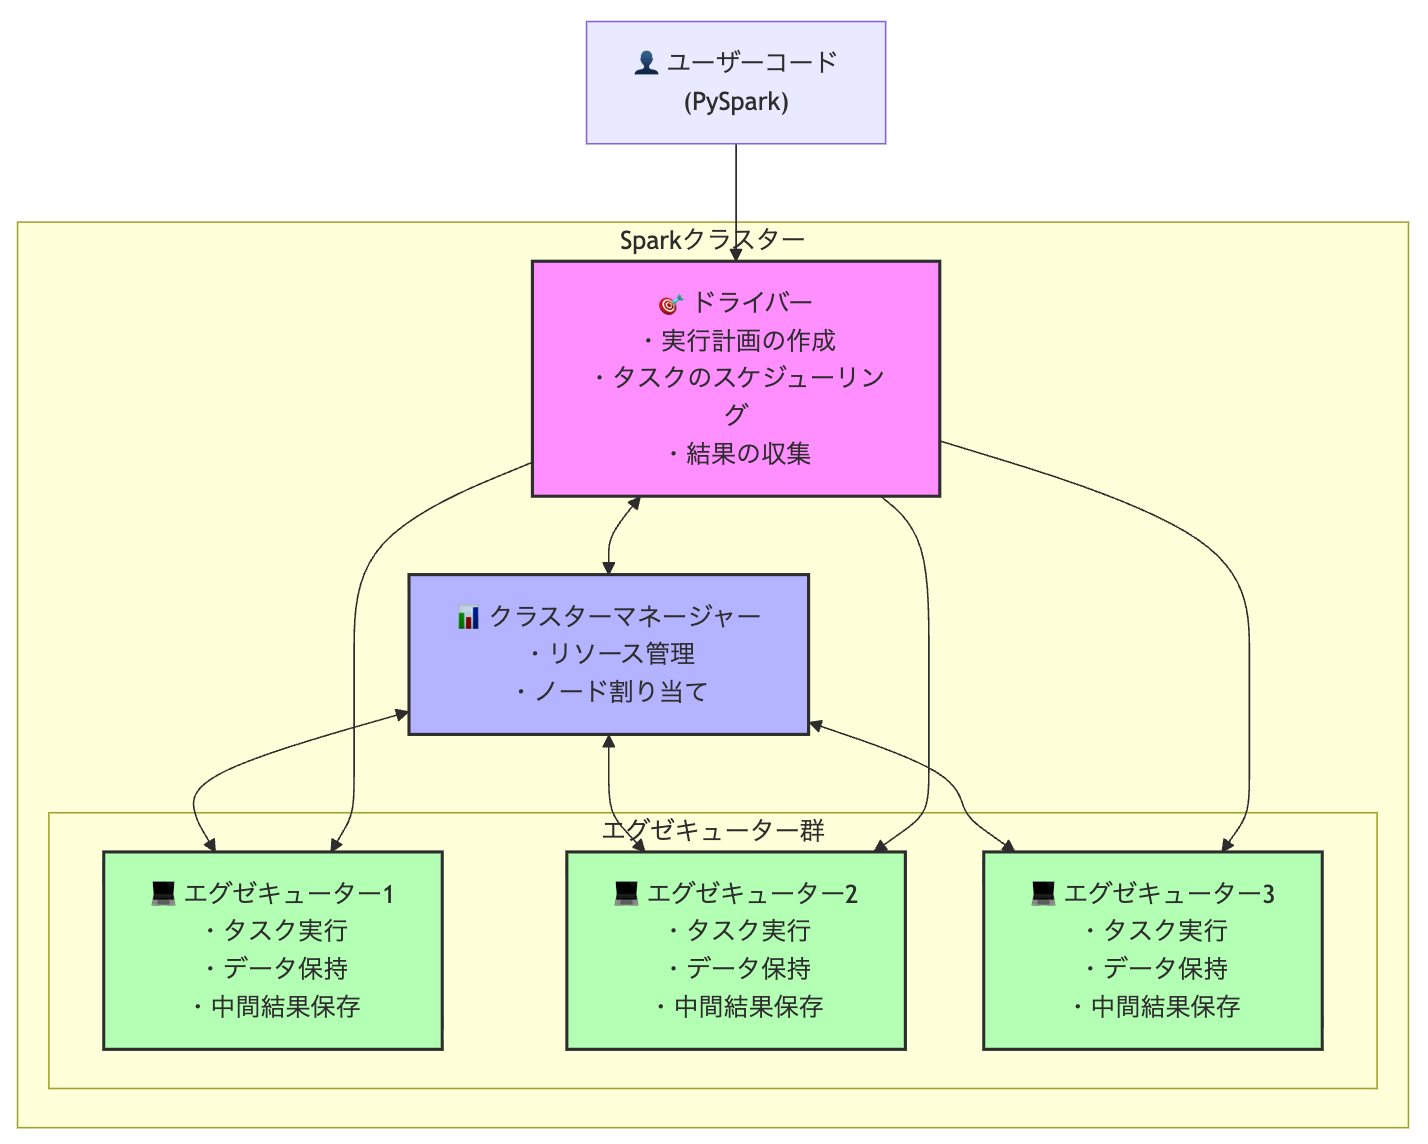 👤 ユーザーコード
(PySpark)
Sparkクラスター
🎯 ドライバー
・実行計画の作成
・タスクのスケジューリン
グ
・結果の収集
📊 クラスターマネージャー
・リソース管理
・ノード割り当て
エグゼキューター群
💻 エグゼキューター1
・タスク実行
・データ保持
・中間結果保存
💻 エグゼキューター2
・タスク実行
・データ保持
・中間結果保存
💻 エグゼキューター3
・タスク実行
・データ保持
・中間結果保存